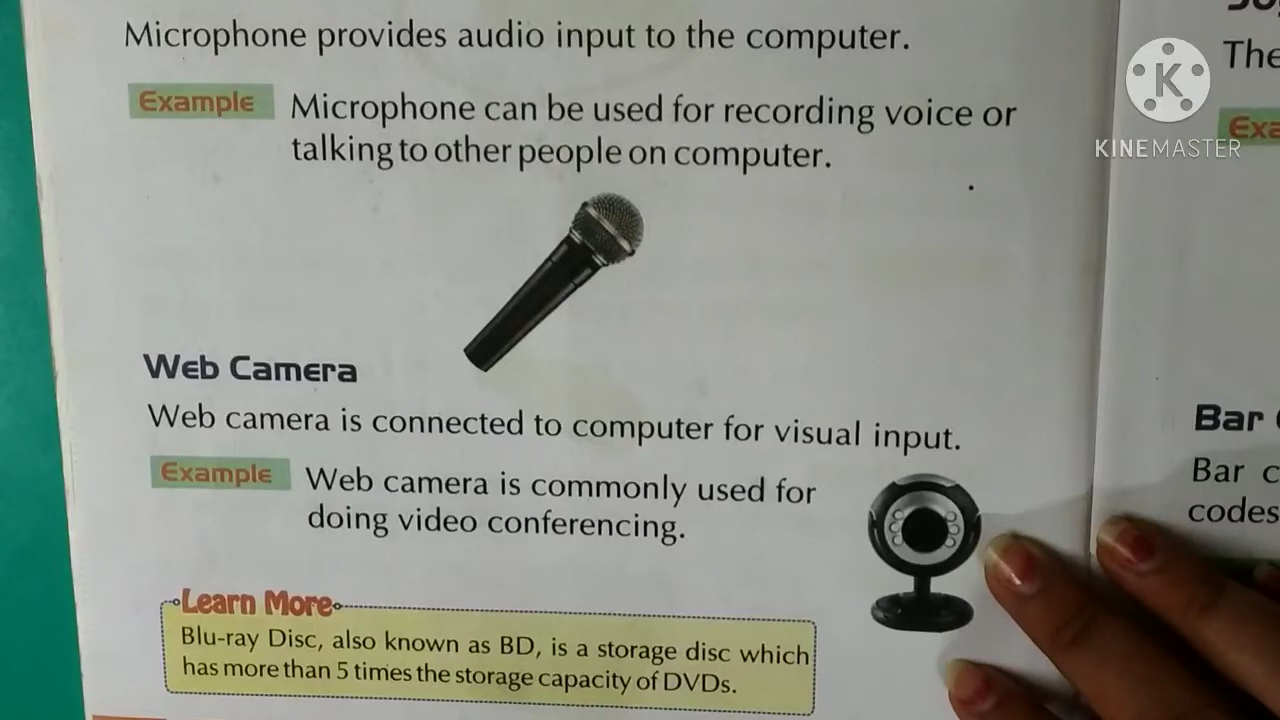 Microphone provides audio input to the computer.
Example Microphone can be used for recording voice or
talking to other people on computer.
Web Camera
Web camera is connected to computer for visual input.
Example Web camera is commonly used for
doing video conferencing.
Learn More
Blu-ray Disc, also known as BD, is a storage disc which
has more than 5 times the storage capacity of DVDs.
The
K
KINEMASTER
Bar
Bar
codes